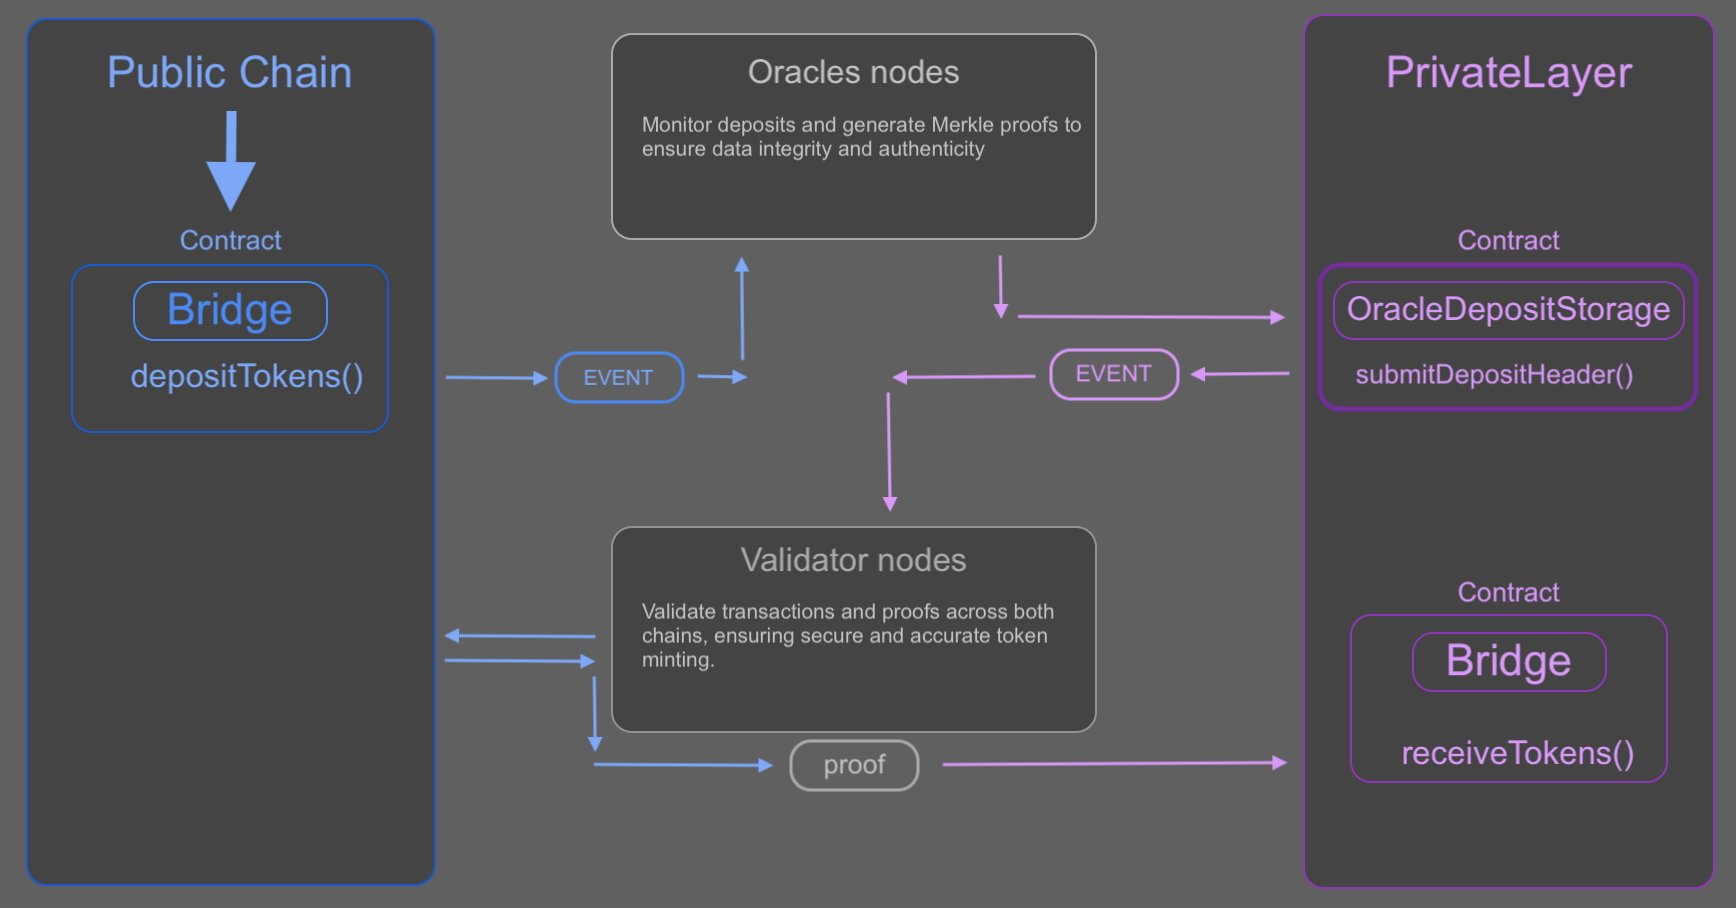 Public Chain
Contract
Bridge
depositTokens()
EVENT
Oracles nodes
Monitor deposits and generate Merkle proofs to
ensure data integrity and authenticity
PrivateLayer
Contract
OracleDepositStorage
submitDepositHeader()
EVENT
Validator nodes
Validate transactions and proofs across both
chains, ensuring secure and accurate token
minting.
proof
Contract
Bridge
receiveTokens()